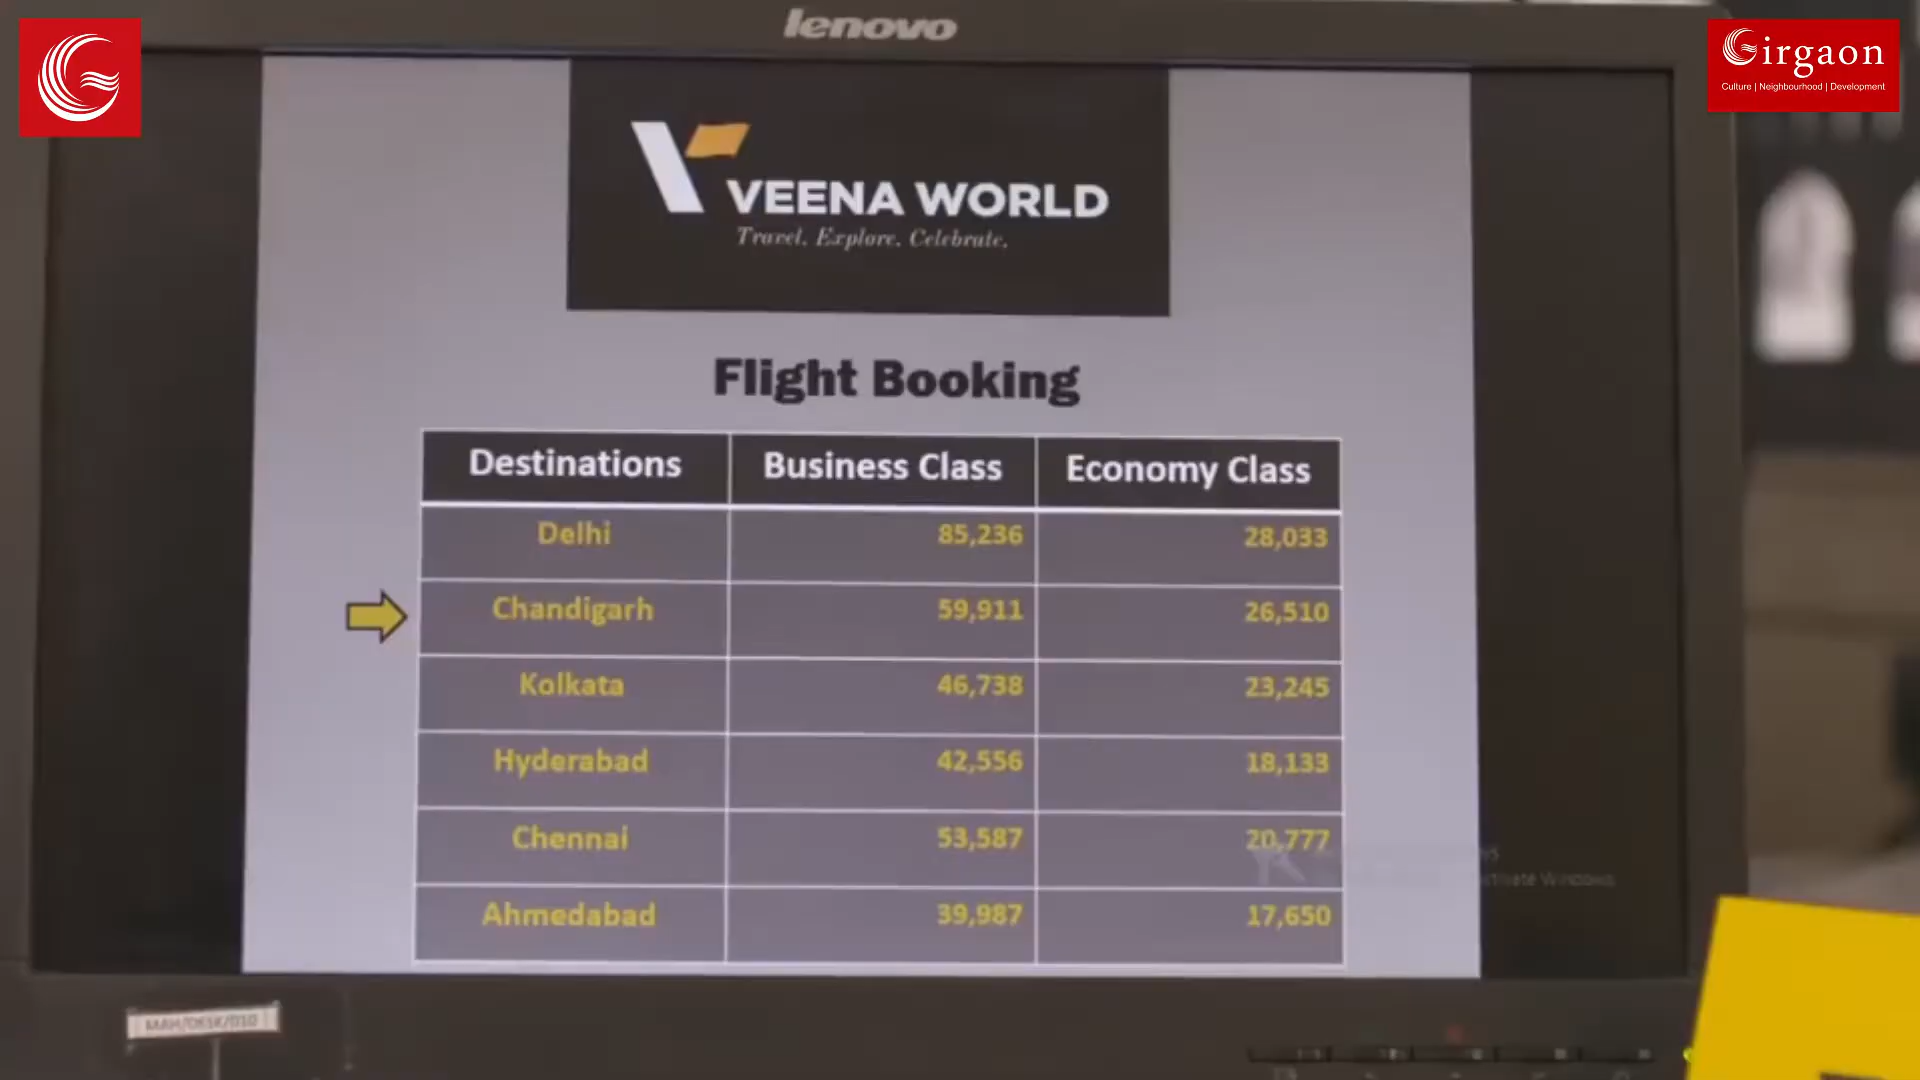 lenovo
Girgaon
Culture | Neighbourhood | Development
VEENA WORLD
Travel. Explore. Celebrate.
Flight Booking
Destinations Business Class Economy Class
Delhi 85,236 28,033
Chandigarh 59,911 26,510
Kolkata 46,738 23,245
Hyderabad 42,556 18,133
Chennai 53,587 20,777
Ahmedabad 39,987 17,650
Windows